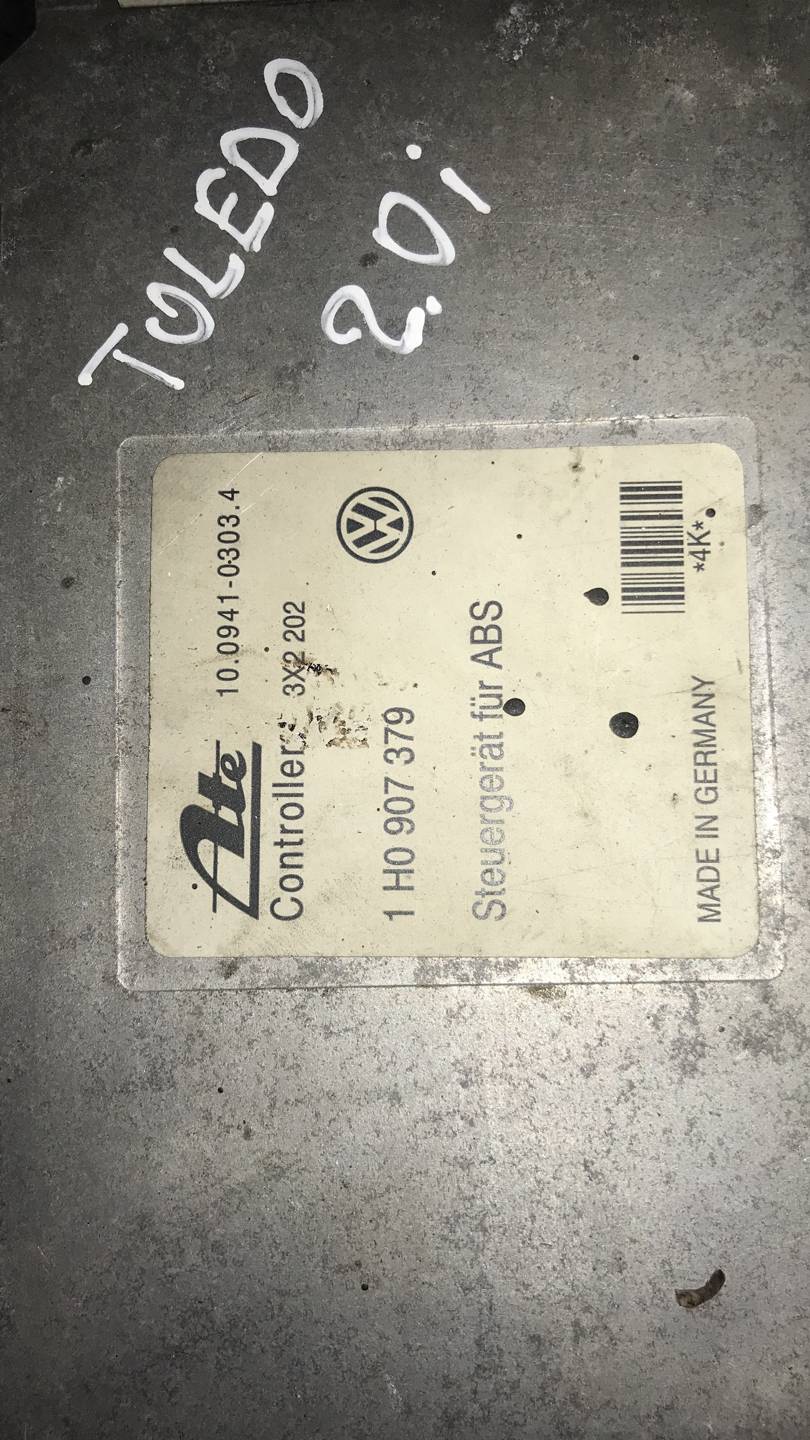 TOLEDO
2.0i
Ate 10.0941-0303.4
Controller 3X2 202
1 H0 907 379
Steuergerät für ABS
MADE IN GERMANY
*4K*